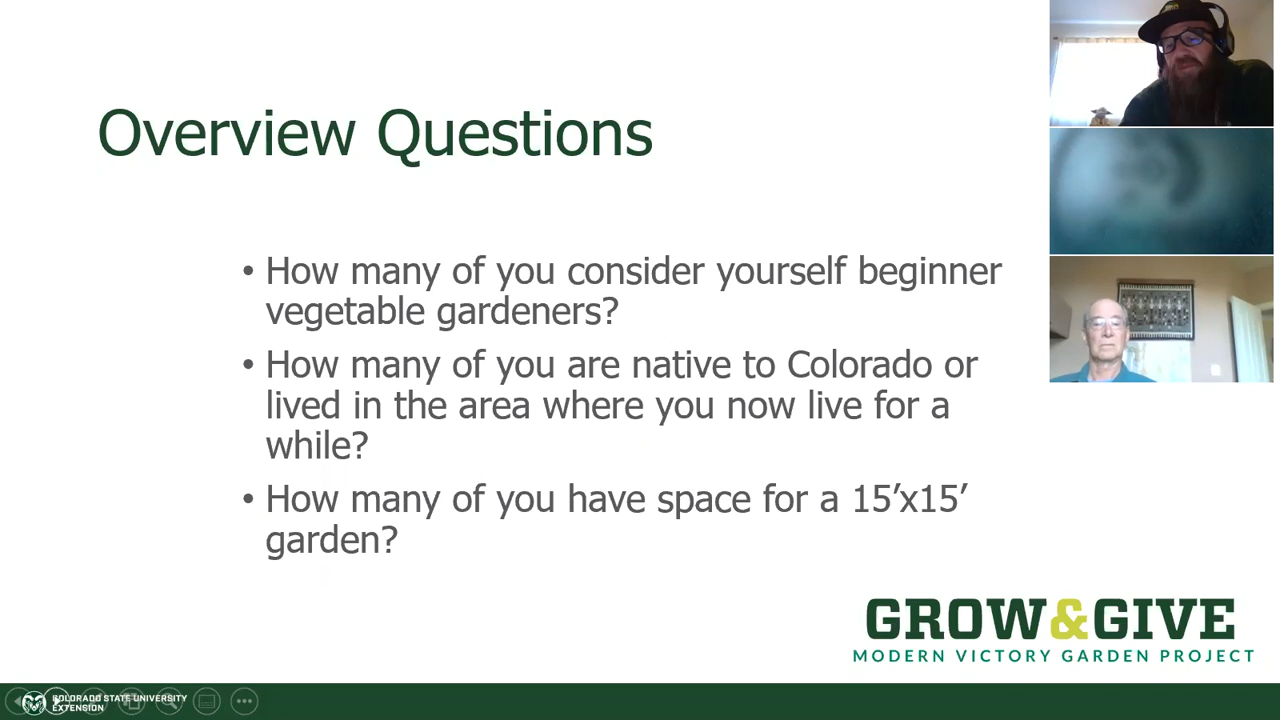 Overview Questions
• How many of you consider yourself beginner
vegetable gardeners?
• How many of you are native to Colorado or
lived in the area where you now live for a
while?
• How many of you have space for a 15’x15’
garden?
GROW&GIVE
MODERN VICTORY GARDEN PROJECT
COLORADO STATE UNIVERSITY
EXTENSION